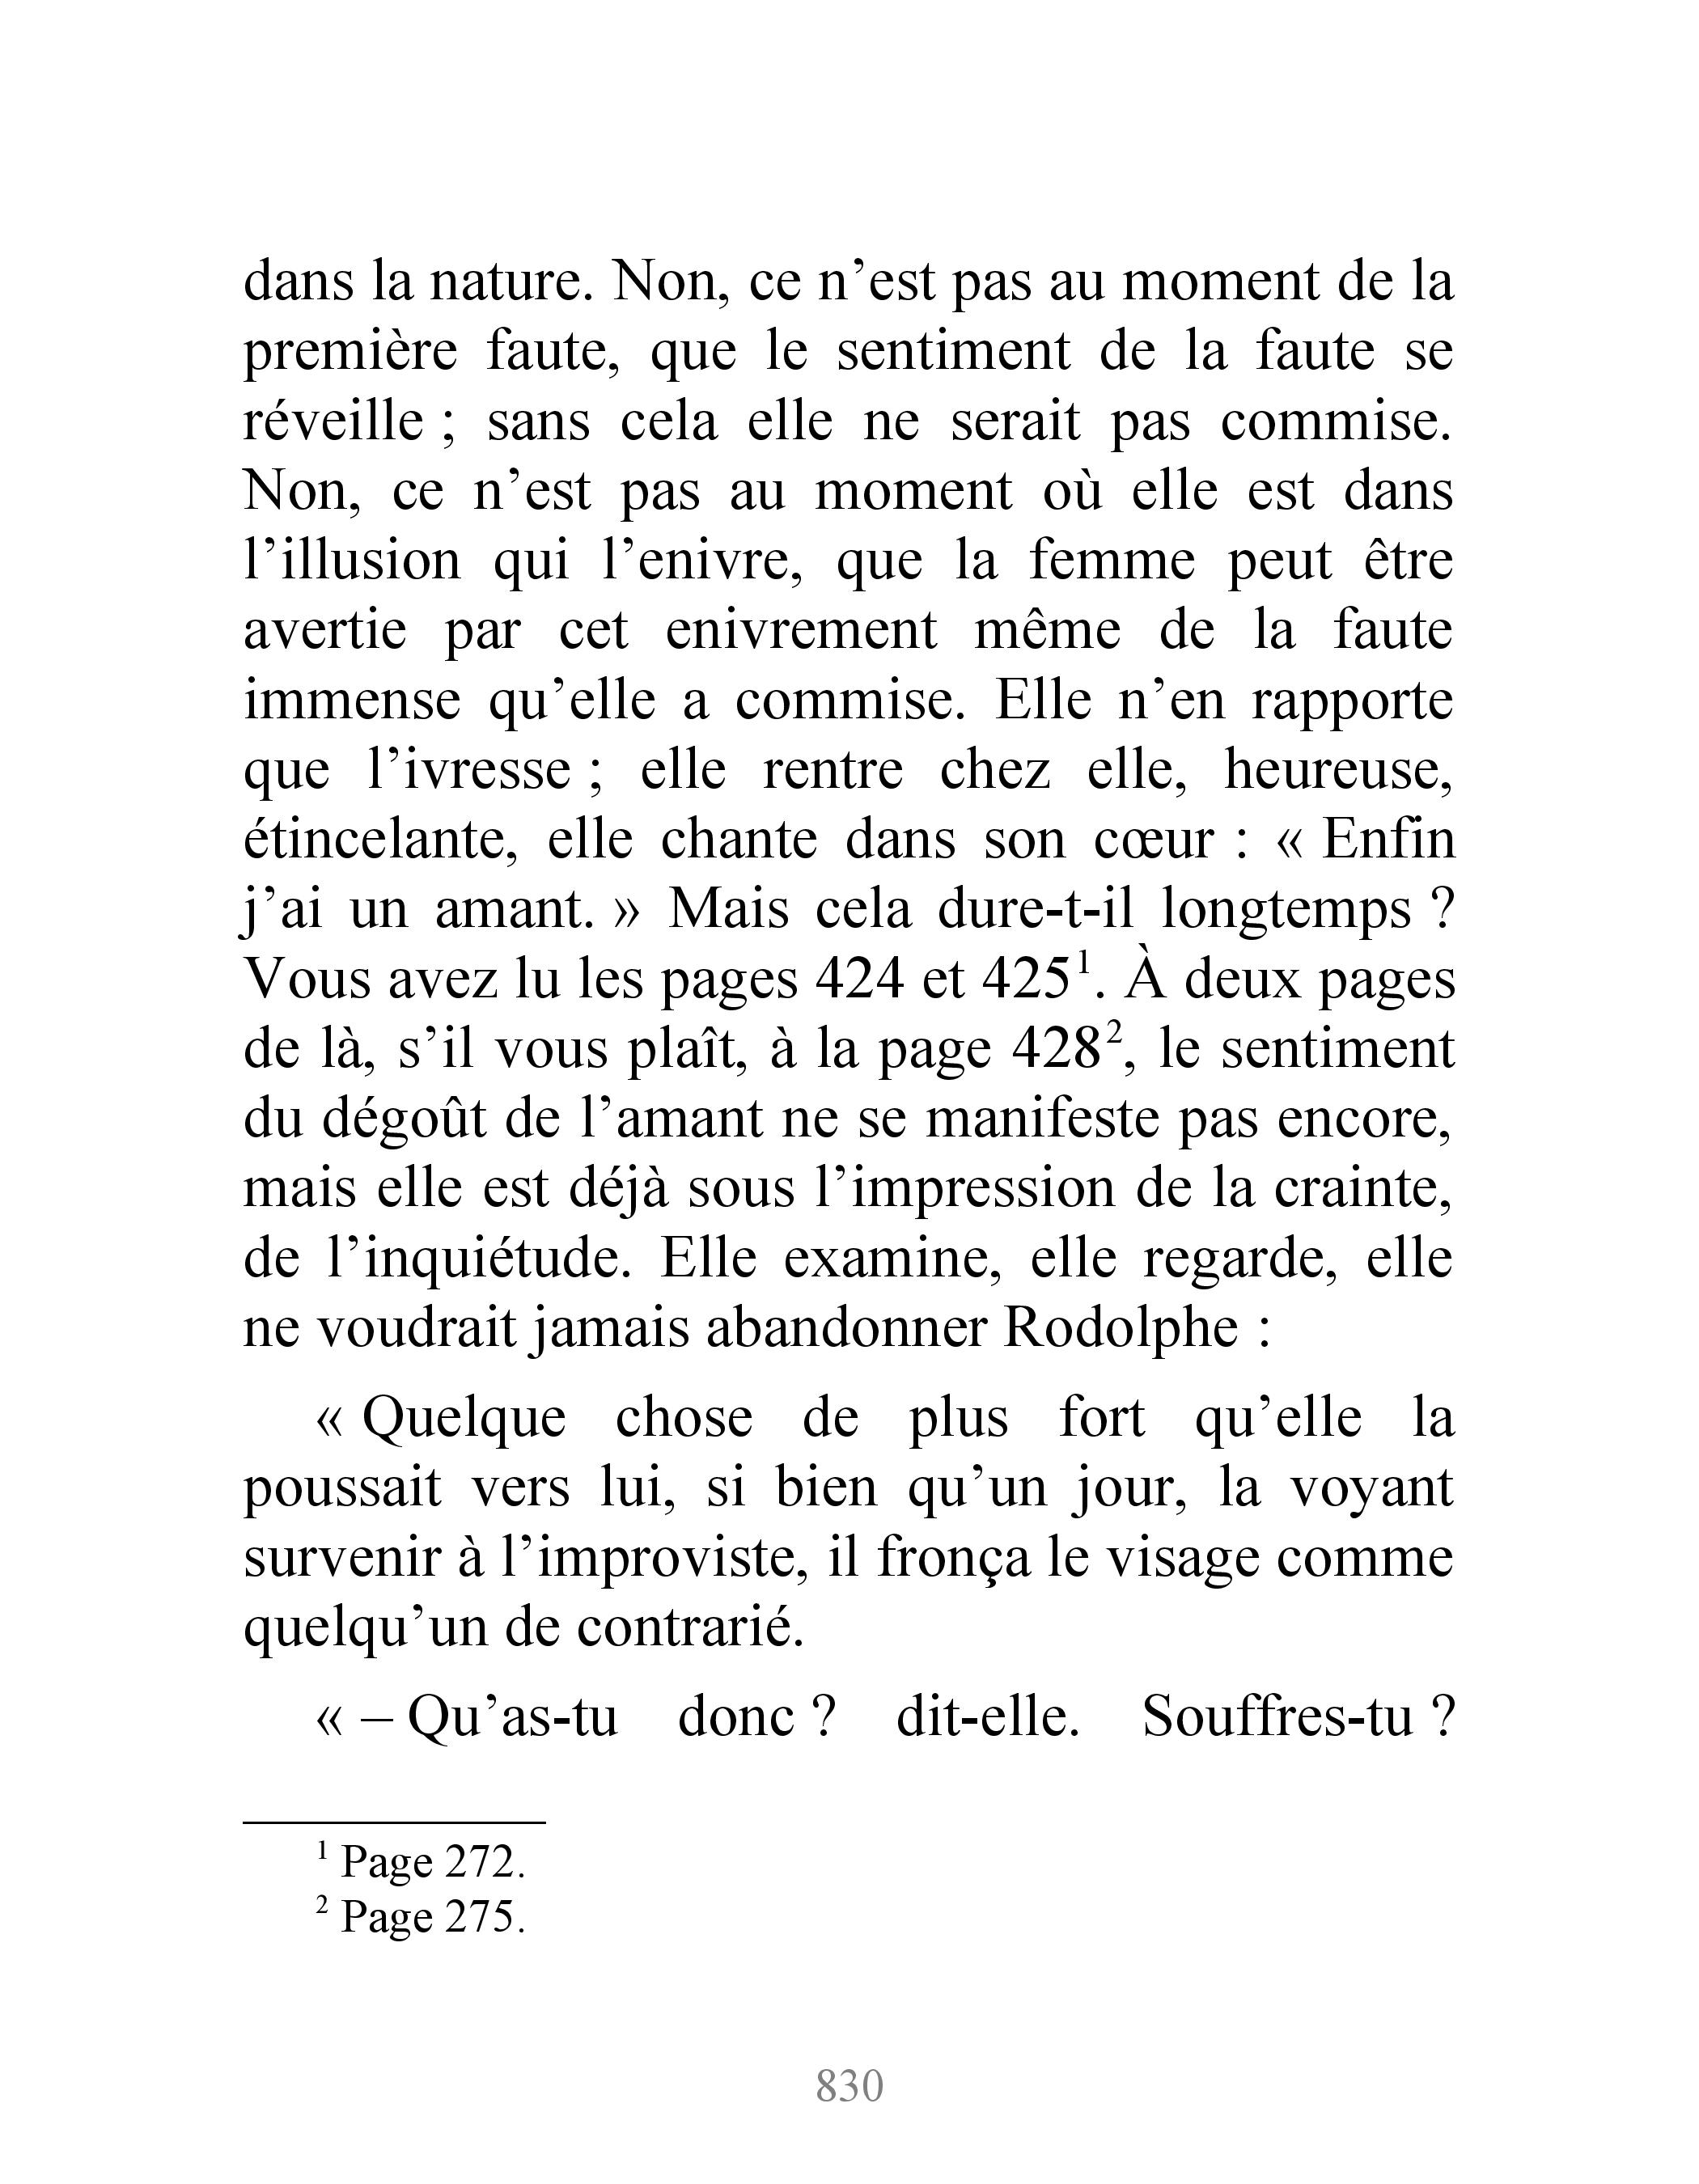 dans la nature. Non, ce n’est pas au moment de la
première faute, que le sentiment de la faute se
réveille ; sans cela elle ne serait pas commise.
Non, ce n’est pas au moment où elle est dans
l’illusion qui l’enivre, que la femme peut être
avertie par cet enivrement même de la faute
immense qu’elle a commise. Elle n’en rapporte
que l’ivresse ; elle rentre chez elle, heureuse,
étincelante, elle chante dans son cœur : « Enfin
j’ai un amant. » Mais cela dure-t-il longtemps ?
Vous avez lu les pages 424 et 425¹. À deux pages
de là, s’il vous plaît, à la page 428², le sentiment
du dégoût de l’amant ne se manifeste pas encore,
mais elle est déjà sous l’impression de la crainte,
de l’inquiétude. Elle examine, elle regarde, elle
ne voudrait jamais abandonner Rodolphe :
« Quelque chose de plus fort qu’elle la
poussait vers lui, si bien qu’un jour, la voyant
survenir à l’improviste, il fronça le visage comme
quelqu’un de contrarié.
« – Qu’as-tu donc ? dit-elle. Souffres-tu ?
¹ Page 272.
² Page 275.
830